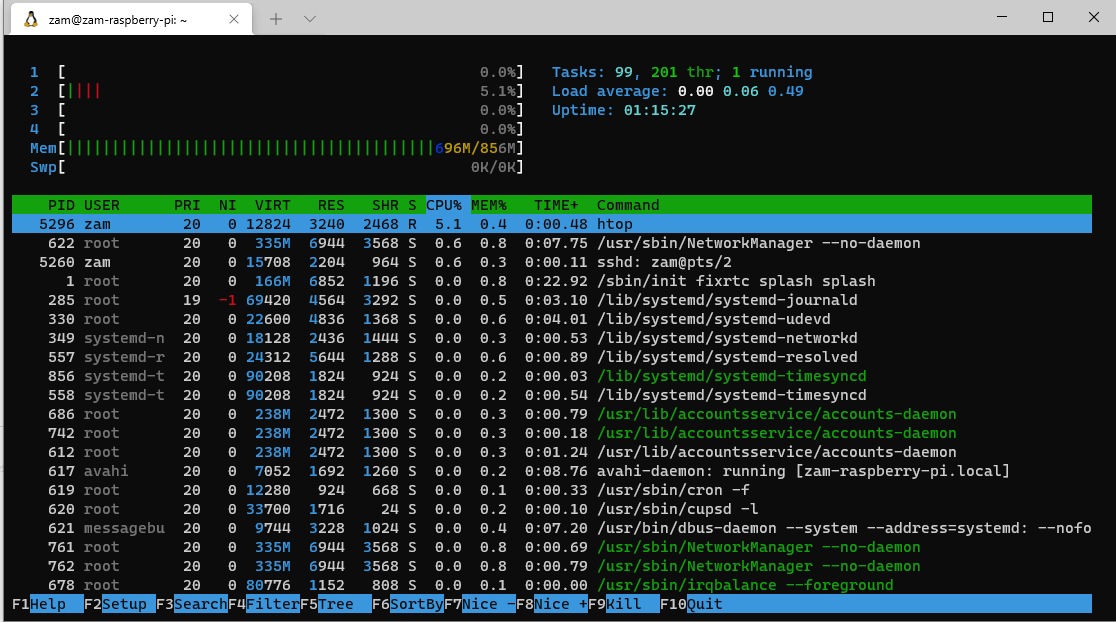 zam@zam-raspberry-pi: ~
1 [ 0.0%] Tasks: 99, 201 thr; 1 running
2 [|||| 5.1%] Load average: 0.00 0.06 0.49
3 [ 0.0%] Uptime: 01:15:27
4 [ 0.0%]
Mem[|||||||||||||||||||||||||||||||||||||||||696M/856M]
Swp[ 0K/0K]
PID USER PRI NI VIRT RES SHR S CPU% MEM% TIME+ Command
5296 zam 20 0 12824 3240 2468 R 5.1 0.4 0:00.48 htop
622 root 20 0 335M 6944 3568 S 0.6 0.8 0:07.75 /usr/sbin/NetworkManager --no-daemon
5260 zam 20 0 15708 2204 964 S 0.6 0.3 0:00.11 sshd: zam@pts/2
1 root 20 0 166M 6852 1196 S 0.0 0.8 0:22.92 /sbin/init fixrtc splash splash
285 root 19 -1 69420 4564 3292 S 0.0 0.5 0:03.10 /lib/systemd/systemd-journald
330 root 20 0 22600 4836 1368 S 0.0 0.6 0:04.01 /lib/systemd/systemd-udevd
349 systemd-n 20 0 18128 2436 1444 S 0.0 0.3 0:00.53 /lib/systemd/systemd-networkd
557 systemd-r 20 0 24312 5644 1288 S 0.0 0.6 0:00.89 /lib/systemd/systemd-resolved
856 systemd-t 20 0 90208 1824 924 S 0.0 0.2 0:00.03 /lib/systemd/systemd-timesyncd
558 systemd-t 20 0 90208 1824 924 S 0.0 0.2 0:00.54 /lib/systemd/systemd-timesyncd
686 root 20 0 238M 2472 1300 S 0.0 0.3 0:00.79 /usr/lib/accountsservice/accounts-daemon
742 root 20 0 238M 2472 1300 S 0.0 0.3 0:00.18 /usr/lib/accountsservice/accounts-daemon
612 root 20 0 238M 2472 1300 S 0.0 0.3 0:01.24 /usr/lib/accountsservice/accounts-daemon
617 avahi 20 0 7052 1692 1260 S 0.0 0.2 0:08.76 avahi-daemon: running [zam-raspberry-pi.local]
619 root 20 0 12280 924 668 S 0.0 0.1 0:00.33 /usr/sbin/cron -f
620 root 20 0 33700 1716 24 S 0.0 0.2 0:00.10 /usr/sbin/cupsd -l
621 messagebu 20 0 9744 3228 1024 S 0.0 0.4 0:07.20 /usr/bin/dbus-daemon --system --address=systemd: --nofo
761 root 20 0 335M 6944 3568 S 0.0 0.8 0:00.69 /usr/sbin/NetworkManager --no-daemon
762 root 20 0 335M 6944 3568 S 0.0 0.8 0:00.79 /usr/sbin/NetworkManager --no-daemon
678 root 20 0 80776 1152 808 S 0.0 0.1 0:00.00 /usr/sbin/irqbalance --foreground
F1Help F2Setup F3SearchF4FilterF5Tree F6SortByF7Nice -F8Nice +F9Kill F10Quit